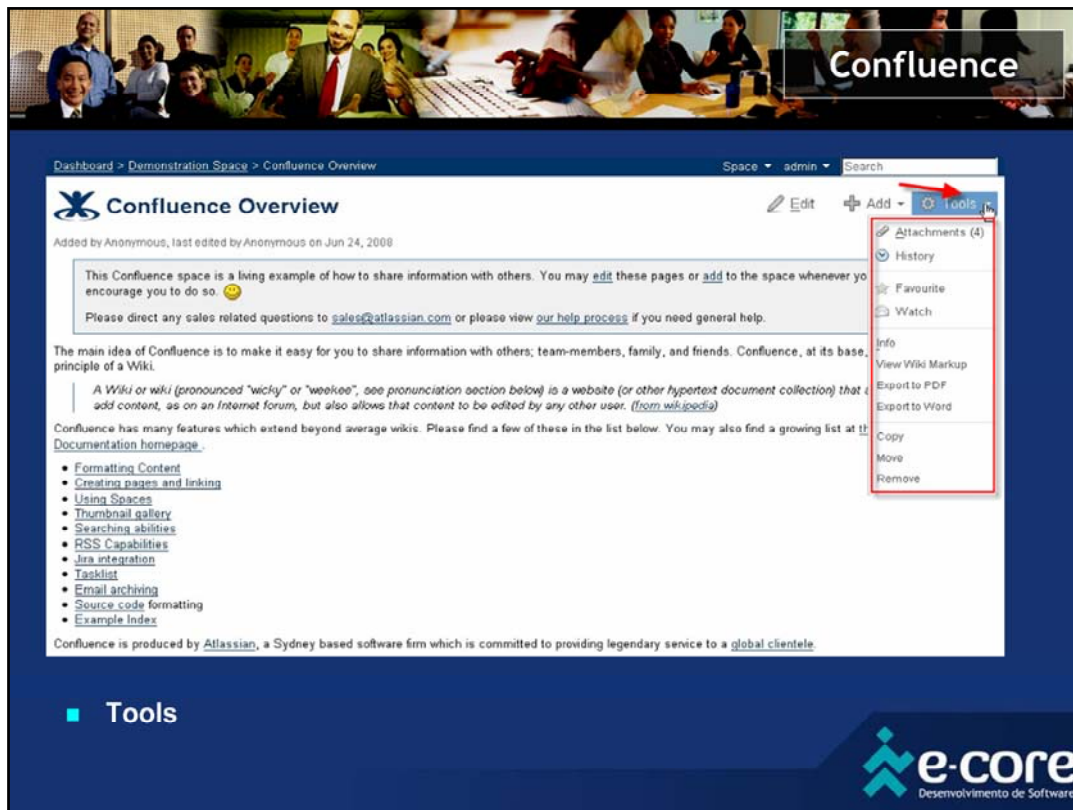 Confluence
Dashboard > Demonstration Space > Confluence Overview
Space admin Search
Confluence Overview
Edit Add Tools
Added by Anonymous, last edited by Anonymous on Jun 24, 2008
Attachments (4)
History
Favourite
Watch
Info
View Wiki Markup
Export to PDF
Export to Word
Copy
Move
Remove
This Confluence space is a living example of how to share information with others. You may edit these pages or add to the space whenever
encourage you to do so.
Please direct any sales related questions to sales@atlassian.com or please view our help process if you need general help.
The main idea of Confluence is to make it easy for you to share information with others; team-members, family, and friends. Confluence, at its base,
principle of a Wiki.
A Wiki or wiki (pronounced "wicky" or "weekee", see pronunciation section below) is a website (or other hypertext document collection) that
add content, as on an Internet forum, but also allows that content to be edited by any other user. (from wikipedia)
Confluence has many features which extend beyond average wikis. Please find a few of these in the list below. You may also find a growing list at
Documentation homepage .
• Formatting Content
• Creating pages and linking
• Using Spaces
• Thumbnail gallery
• Searching abilities
• RSS Capabilities
• Jira integration
• Tasklist
• Email archiving
• Source code formatting
• Example Index
Confluence is produced by Atlassian, a Sydney based software firm which is committed to providing legendary service to a global clientele.
Tools
e-core
Desenvolvimento de Software